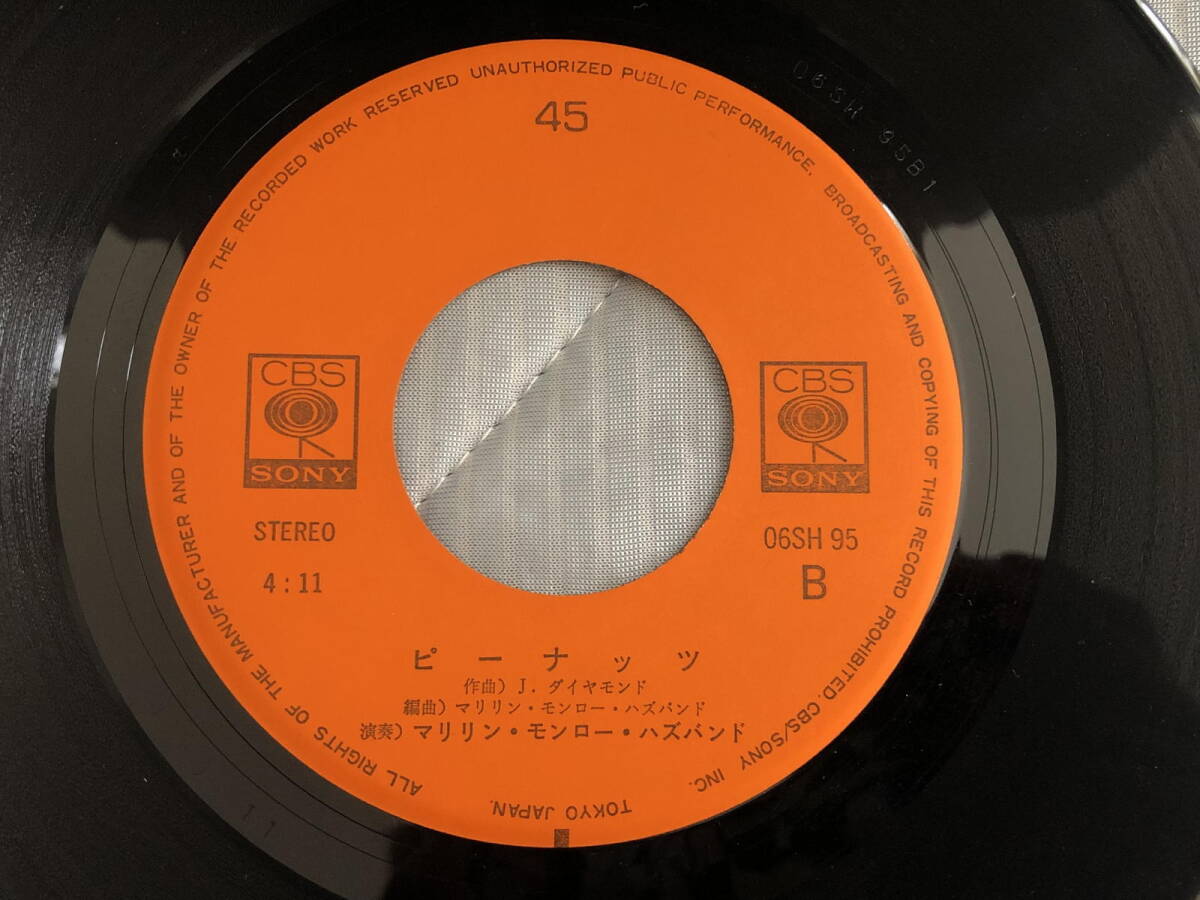 ALL RIGHTS OF THE MANUFACTURER AND OF THE OWNER OF THE RECORDED WORK RESERVED UNAUTHORIZED PUBLIC PERFORMANCE, BROADCASTING AND COPYING OF THIS RECORD PROHIBITED. CBS/SONY INC.
TOKYO JAPAN.
45
06SH 95B1
CBS
SONY
CBS
SONY
STEREO
06SH 95
4:11
B
ピーナッツ
作曲) J. ダイヤモンド
編曲) マリリン・モンロー・ハズバンド
演奏) マリリン・モンロー・ハズバンド
11